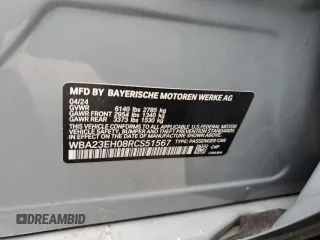 MFD BY BAYERISCHE MOTOREN WERKE AG
04/24
GVWR 6140 lbs 2785 kg
GAWR FRONT 2954 lbs 1340 kg
GAWR REAR 3373 lbs 1530 kg
THIS VEHICLE CONFORMS TO ALL APPLICABLE FEDERAL MOTOR VEHICLE
SAFETY, BUMPER, AND THEFT PREVENTION STANDARDS IN EFFECT ON
THE DATE OF MANUFACTURE SHOWN ABOVE.
WBA23EH08RCS51567
TYPE: PASSENGER CAR